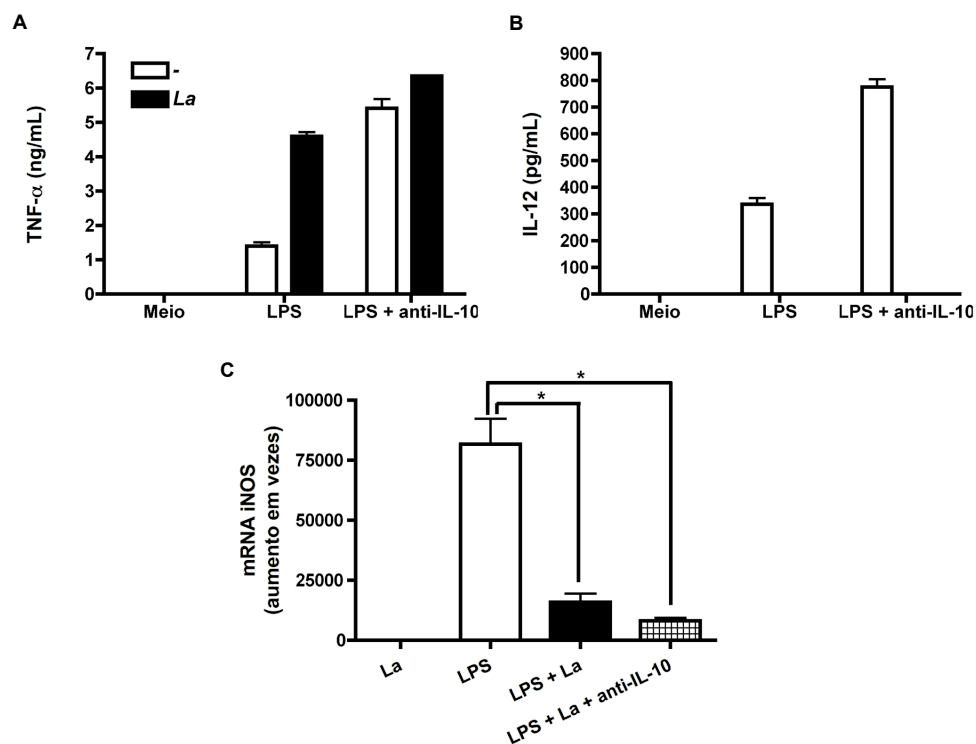 A
TNF-α (ng/mL)
7
6
5
4
3
2
1
0
-
La
Meio
LPS
LPS + anti-IL-10
B
IL-12 (pg/mL)
900
800
700
600
500
400
300
200
100
0
Meio
LPS
LPS + anti-IL-10
C
mRNA iNOS
(aumento em vezes)
100000
75000
50000
25000
0
*
*
La
LPS
LPS + La
LPS + La + anti-IL-10